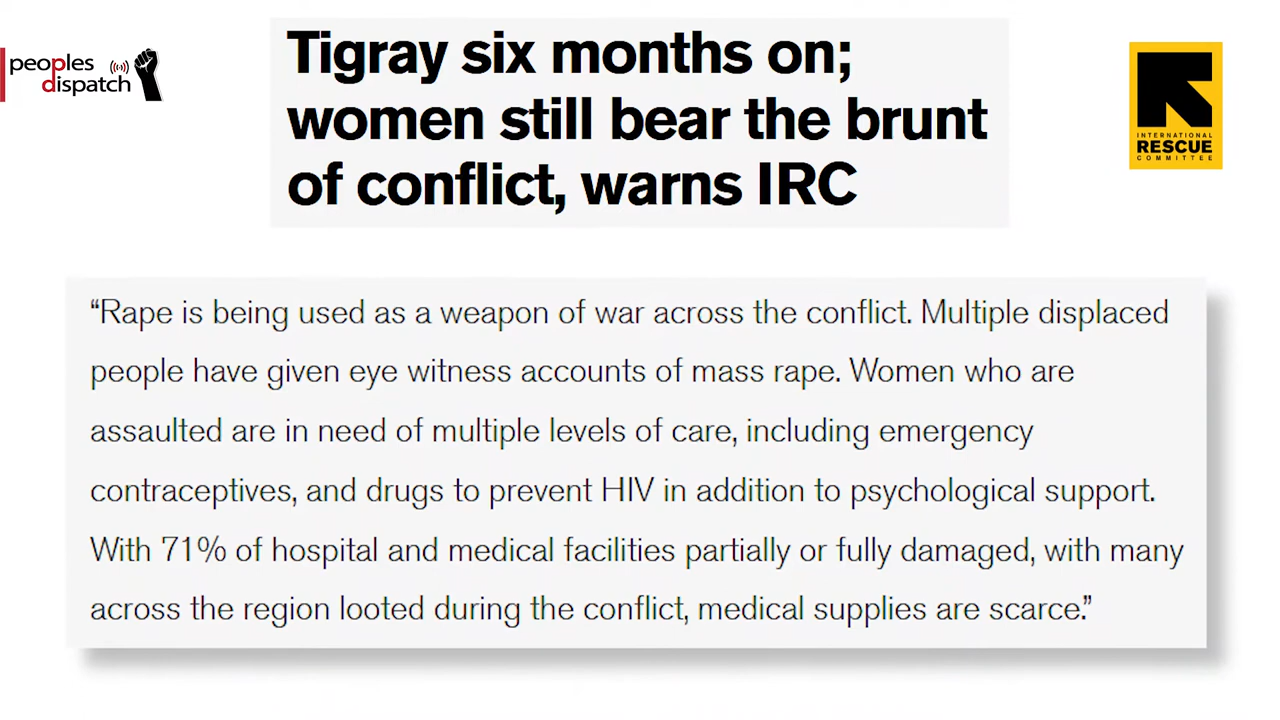 peoples
dispatch
Tigray six months on;
women still bear the brunt
of conflict, warns IRC
INTERNATIONAL
RESCUE
COMMITTEE
“Rape is being used as a weapon of war across the conflict. Multiple displaced
people have given eye witness accounts of mass rape. Women who are
assaulted are in need of multiple levels of care, including emergency
contraceptives, and drugs to prevent HIV in addition to psychological support.
With 71% of hospital and medical facilities partially or fully damaged, with many
across the region looted during the conflict, medical supplies are scarce.”